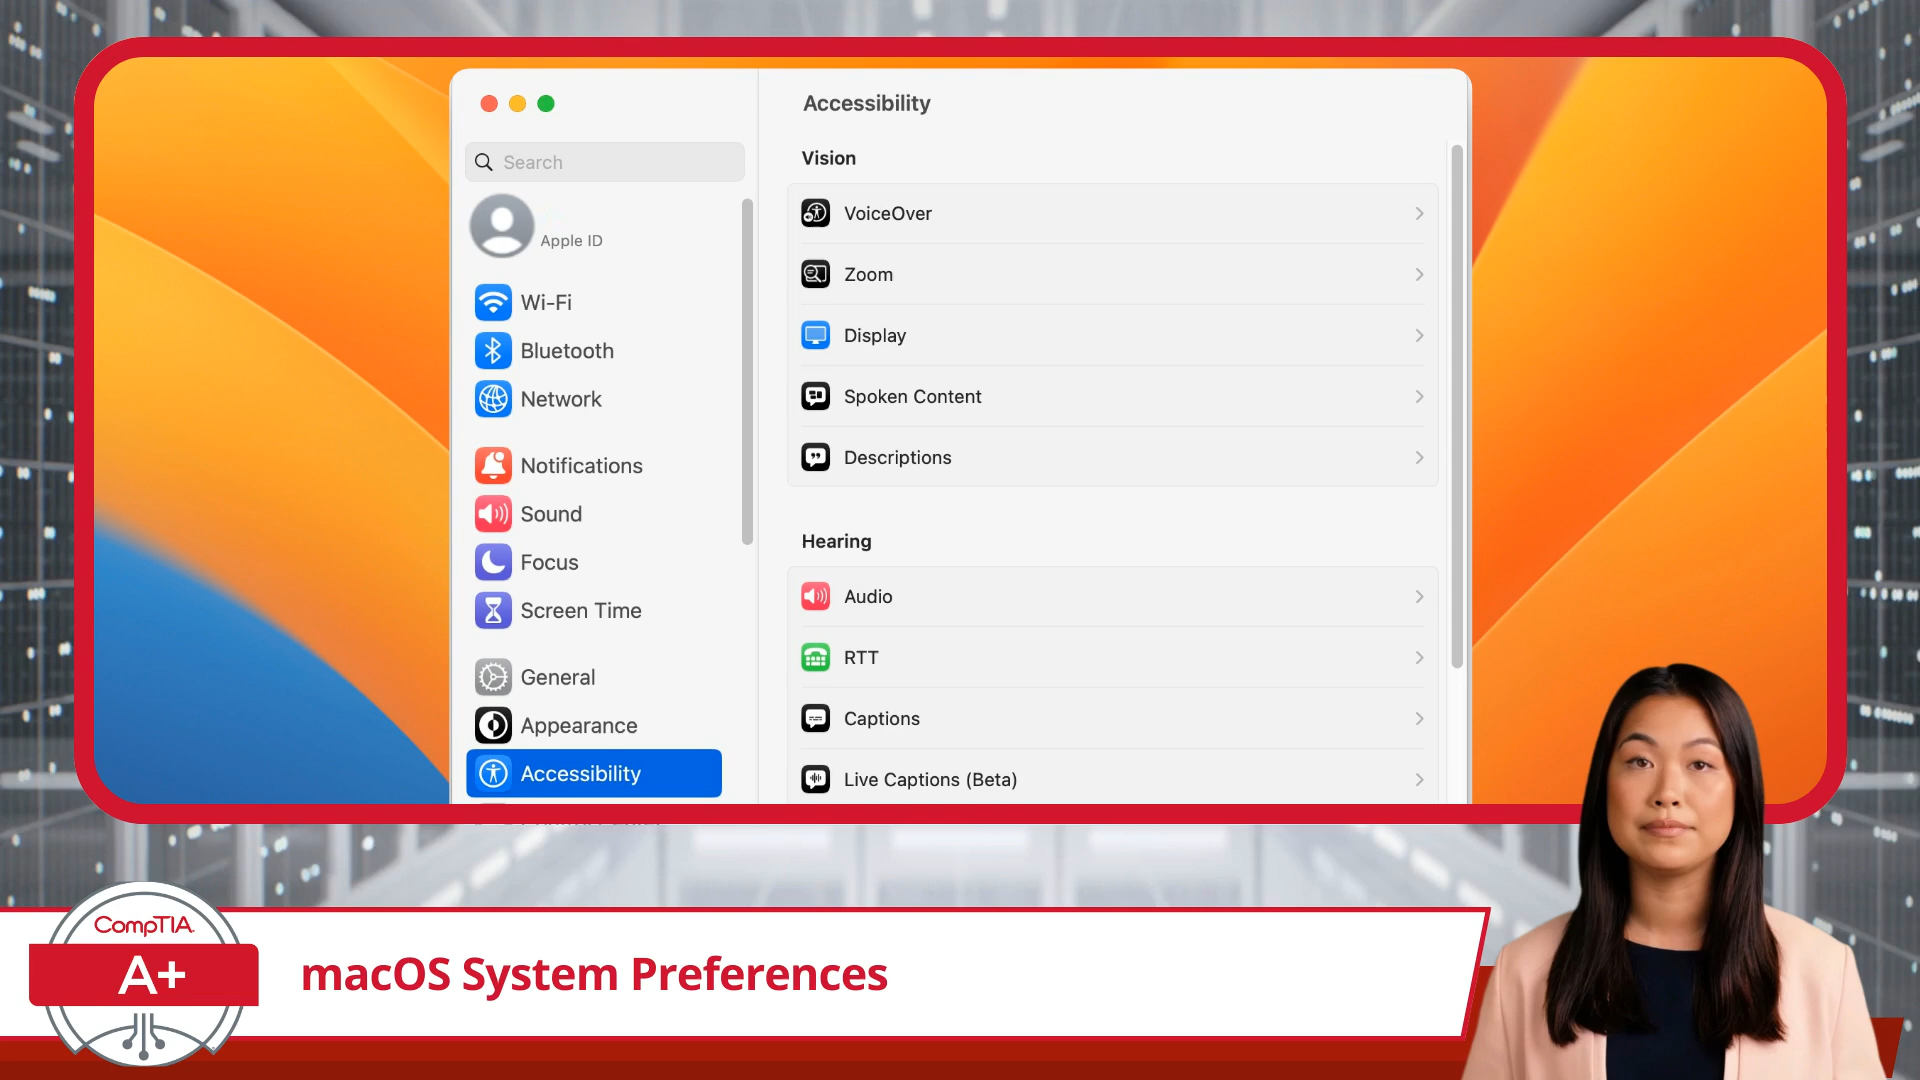 Accessibility
Search
Apple ID
Wi-Fi
Bluetooth
Network
Notifications
Sound
Focus
Screen Time
General
Appearance
Accessibility
Vision
VoiceOver
Zoom
Display
Spoken Content
Descriptions
Hearing
Audio
RTT
Captions
Live Captions (Beta)
CompTIA.
A+
macOS System Preferences